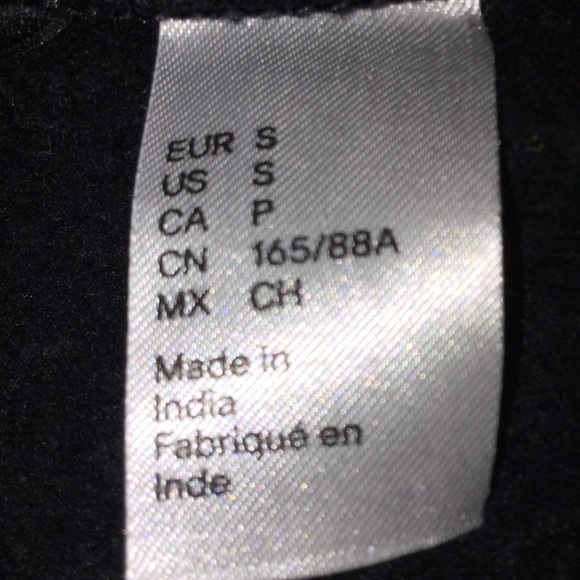 EUR S
US S
CA P
CN 165/88A
MX CH
Made in
India
Fabriqué en
Inde